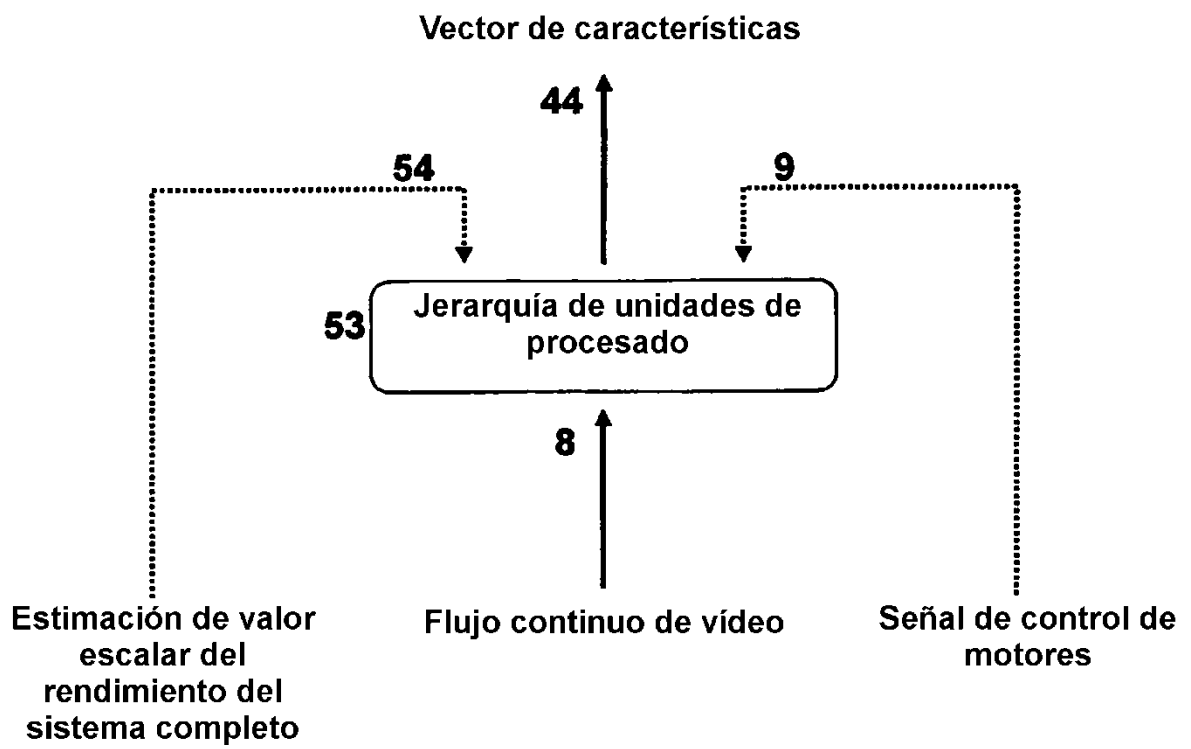 Vector de características
44
54
9
53
Jerarquía de unidades de
procesado
8
Estimación de valor
escalar del
rendimiento del
sistema completo
Flujo continuo de vídeo
Señal de control de
motores